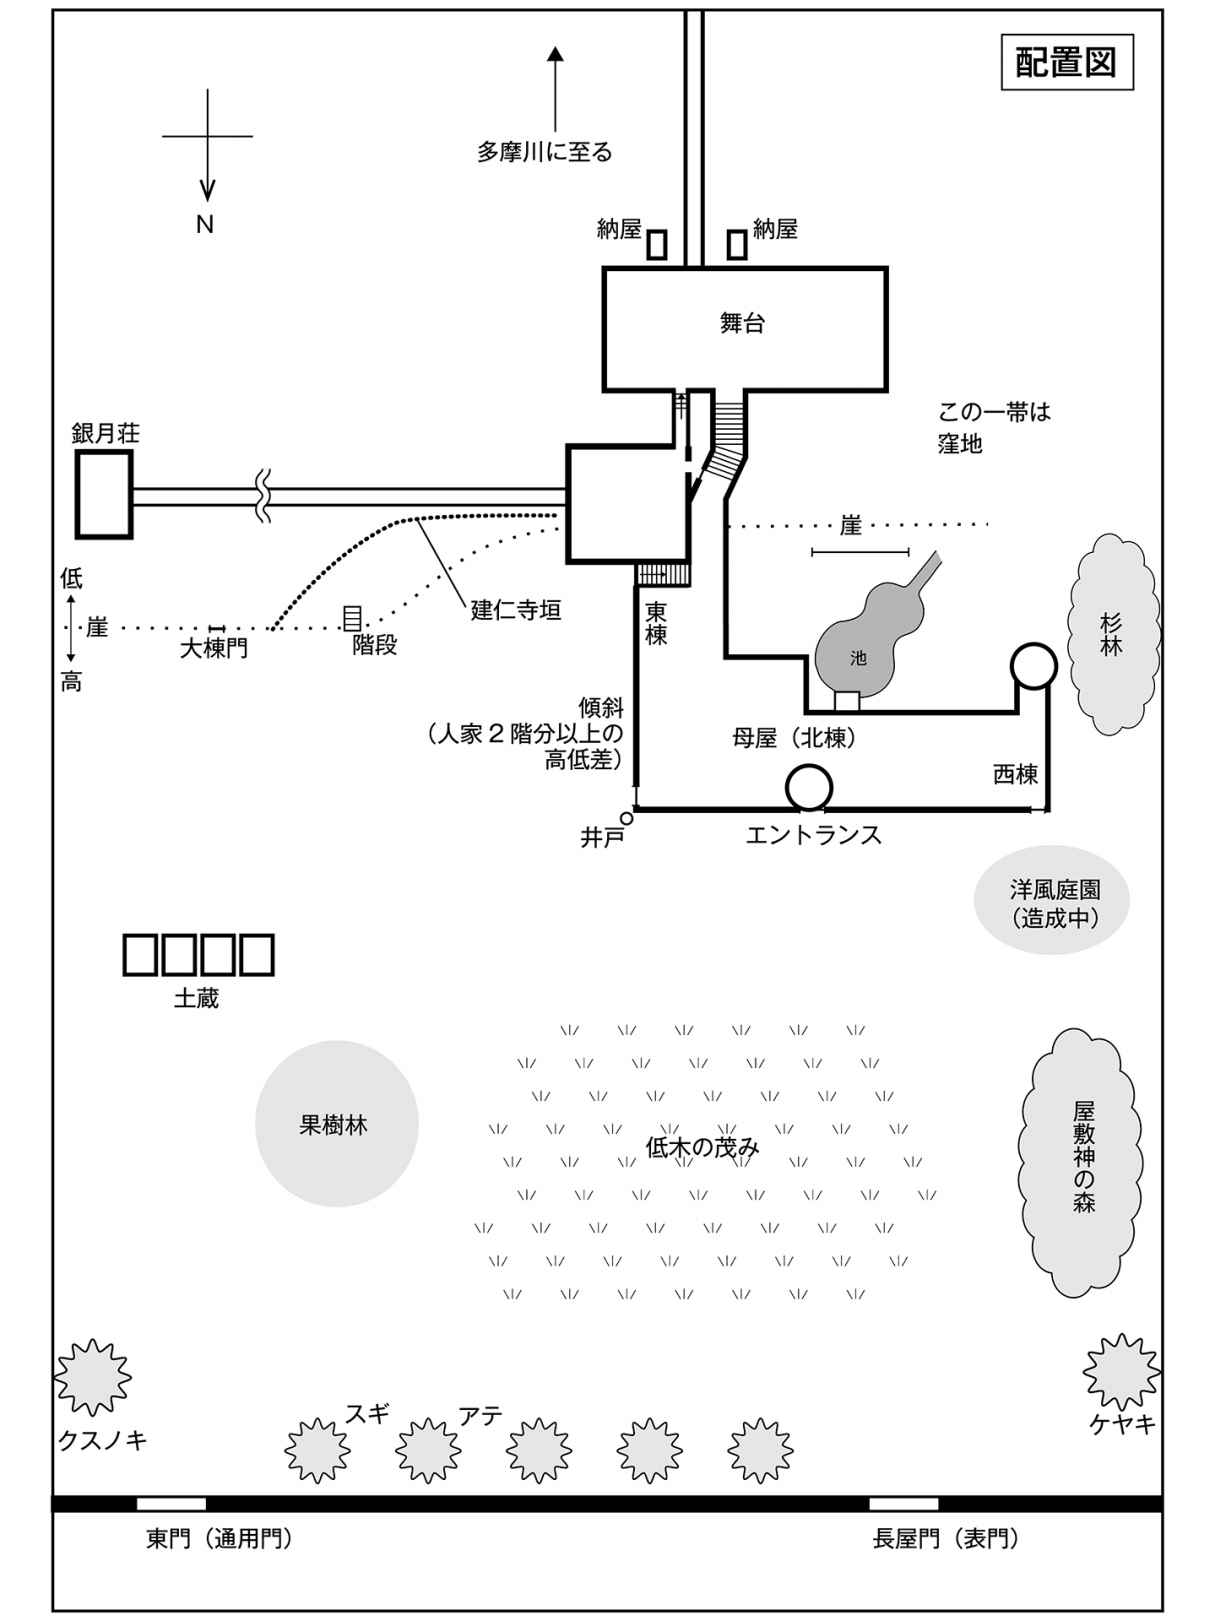 配置図
多摩川に至る
N
納屋
納屋
舞台
この一帯は
窪地
銀月荘
崖
低
崖
高
大棟門
階段
建仁寺垣
東棟
杉林
池
傾斜
（人家２階分以上の
高低差）
母屋（北棟）
西棟
井戸
エントランス
洋風庭園
（造成中）
土蔵
果樹林
低木の茂み
屋敷神の森
クスノキ
スギ
アテ
ケヤキ
東門（通用門）
長屋門（表門）